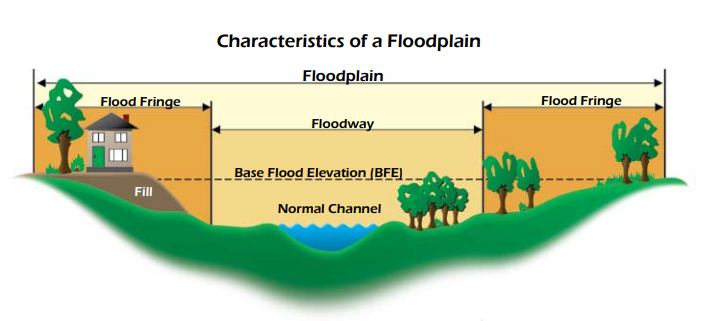 Characteristics of a Floodplain
Floodplain
Flood Fringe
Flood Fringe
Floodway
Base Flood Elevation (BFE)
Fill
Normal Channel